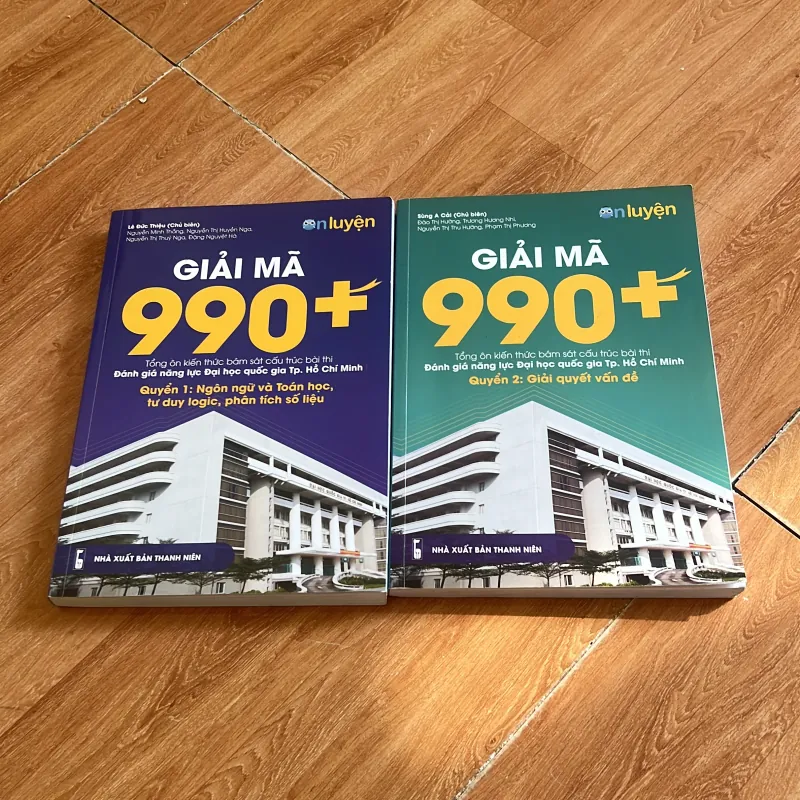 Lê Đức Thiệu (Chủ biên)
Nguyễn Minh Thắng, Nguyễn Thị Huyền Nga,
Nguyễn Thị Thuý Nga, Đặng Nguyệt Hà
onluyện
GIẢI MÃ
990+
Tổng ôn kiến thức bám sát cấu trúc bài thi
Đánh giá năng lực Đại học quốc gia Tp. Hồ Chí Minh
Quyển 1: Ngôn ngữ và Toán học,
tư duy logic, phân tích số liệu
NHÀ XUẤT BẢN THANH NIÊN
Sùng A Cải (Chủ biên)
Đào Thị Hường, Trương Hương Nhi,
Nguyễn Thị Thu Hường, Phạm Thị Phương
onluyện
GIẢI MÃ
990+
Tổng ôn kiến thức bám sát cấu trúc bài thi
Đánh giá năng lực Đại học quốc gia Tp. Hồ Chí Minh
Quyển 2: Giải quyết vấn đề
ĐẠI HỌC QUỐC GIA
NHÀ XUẤT BẢN THANH NIÊN